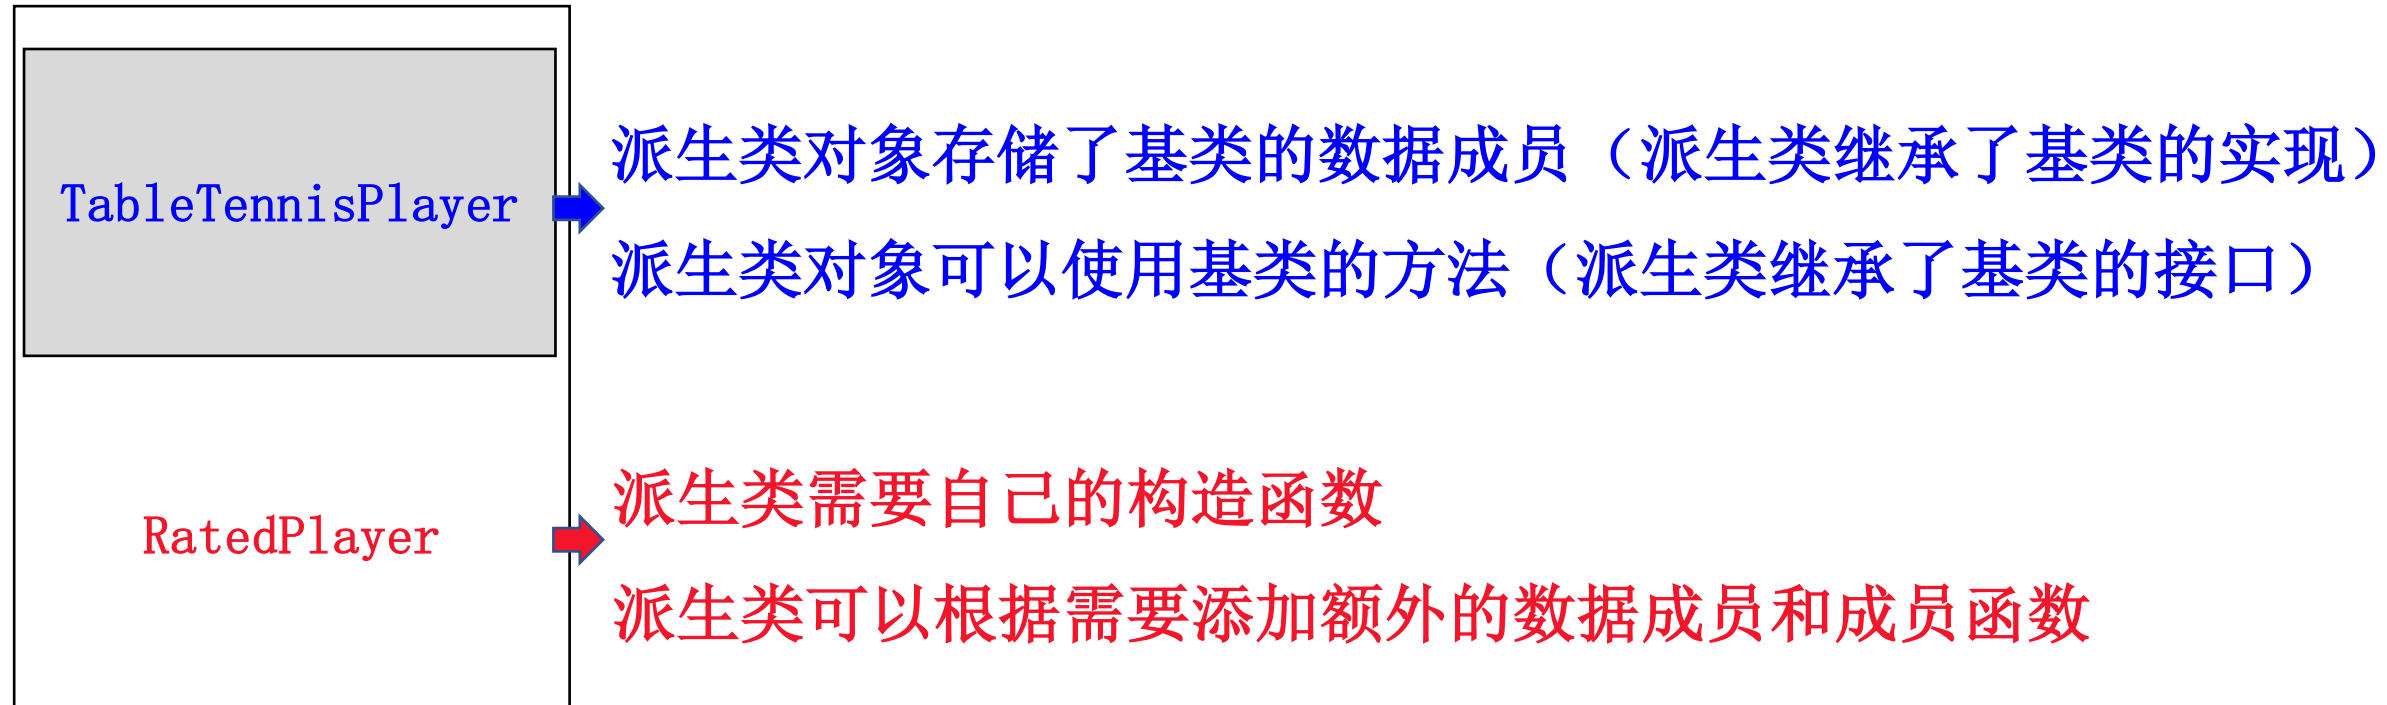 派生类对象存储了基类的数据成员（派生类继承了基类的实现）
TableTennisPlayer
派生类对象可以使用基类的方法（派生类继承了基类的接口）
派生类需要自己的构造函数
RatedPlayer
派生类可以根据需要添加额外的数据成员和成员函数